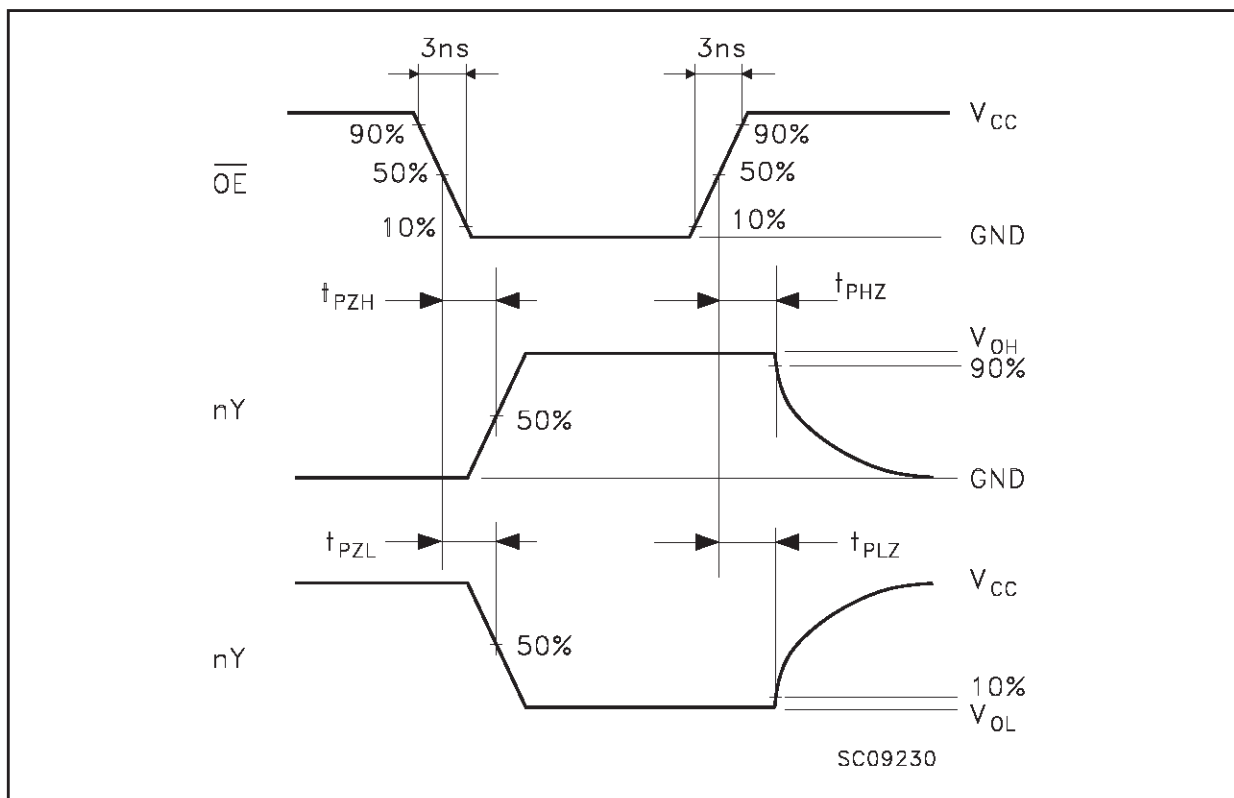 3ns 3ns
V_CC
90% 90%
O̅E̅ 50% 50%
10% 10%
GND
t_PZH t_PHZ
V_OH
90%
nY 50%
GND
t_PZL t_PLZ
V_CC
nY 50%
10%
V_OL
SC09230